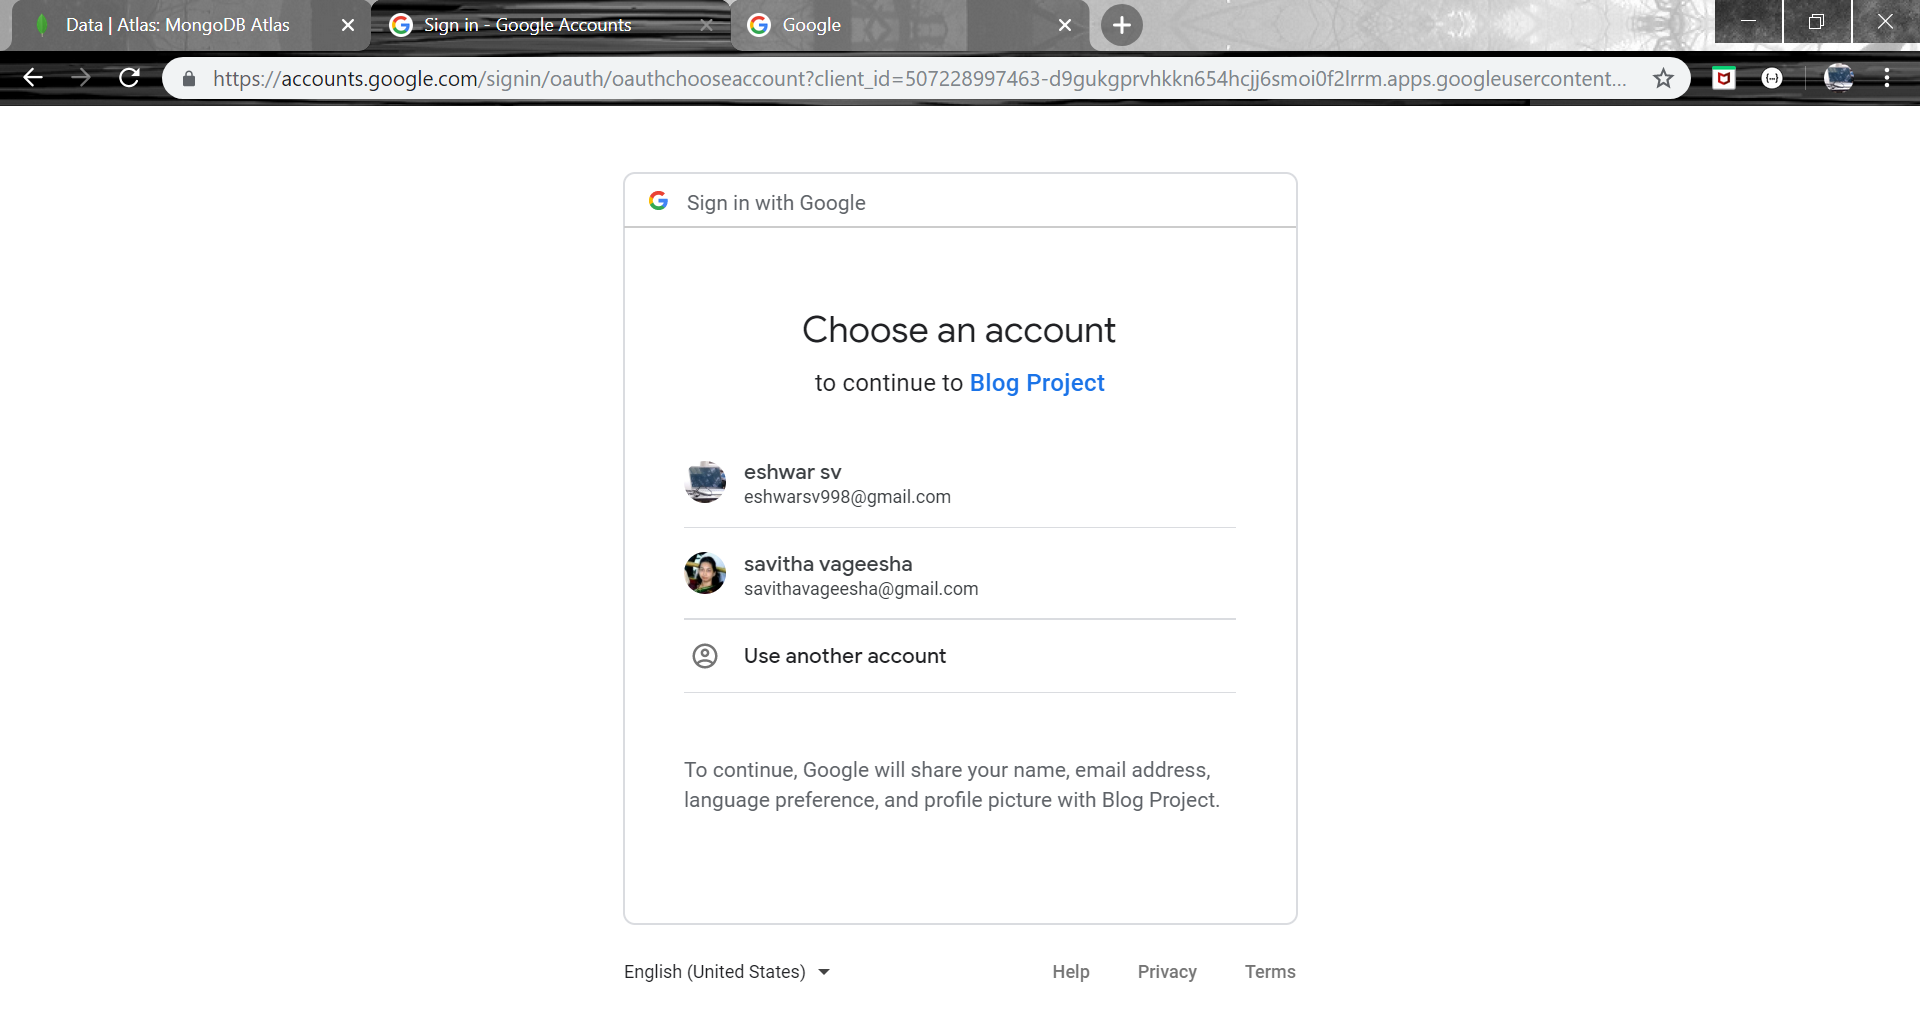 Data | Atlas: MongoDB Atlas
Sign in - Google Accounts
Google
https://accounts.google.com/signin/oauth/oauthchooseaccount?client_id=507228997463-d9gukgprvhkkn654hcjj6smoi0f2lrrm.apps.googleusercontent...
Sign in with Google
Choose an account
to continue to Blog Project
eshwar sv
eshwarsv998@gmail.com
savitha vageesha
savithavageesha@gmail.com
Use another account
To continue, Google will share your name, email address,
language preference, and profile picture with Blog Project.
English (United States)
Help Privacy Terms